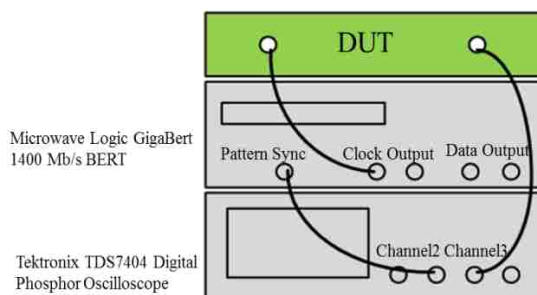 DUT
Microwave Logic GigaBert
1400 Mb/s BERT
Pattern Sync
Clock Output
Data Output
Tektronix TDS7404 Digital
Phosphor Oscilloscope
Channel2 Channel3